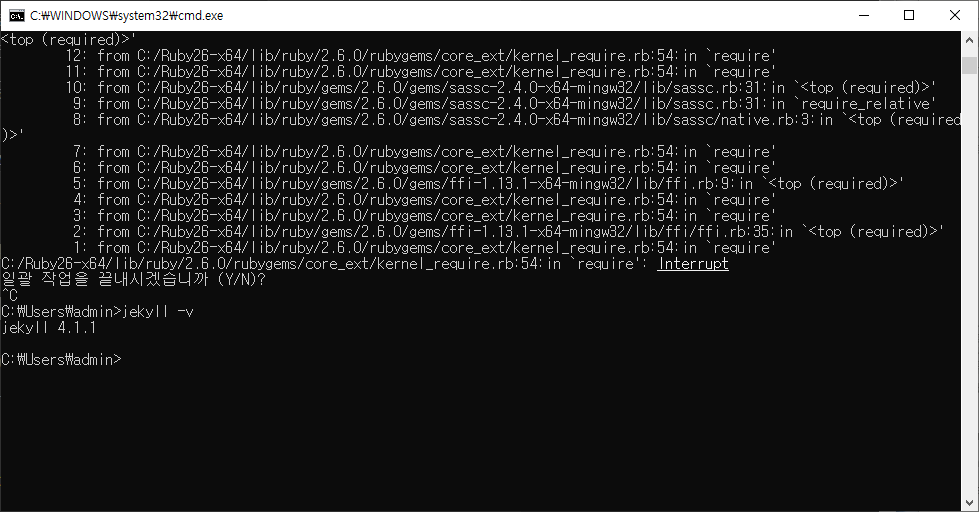 C:₩WINDOWS₩system32₩cmd.exe
<top (required)>'
12: from C:/Ruby26-x64/lib/ruby/2.6.0/rubygems/core_ext/kernel_require.rb:54:in `require'
11: from C:/Ruby26-x64/lib/ruby/2.6.0/rubygems/core_ext/kernel_require.rb:54:in `require'
10: from C:/Ruby26-x64/lib/ruby/gems/2.6.0/gems/sassc-2.4.0-x64-mingw32/lib/sassc.rb:31:in `<top (required)>'
9: from C:/Ruby26-x64/lib/ruby/gems/2.6.0/gems/sassc-2.4.0-x64-mingw32/lib/sassc.rb:31:in `require_relative'
8: from C:/Ruby26-x64/lib/ruby/gems/2.6.0/gems/sassc-2.4.0-x64-mingw32/lib/sassc/native.rb:3:in `<top (required
)>'
7: from C:/Ruby26-x64/lib/ruby/2.6.0/rubygems/core_ext/kernel_require.rb:54:in `require'
6: from C:/Ruby26-x64/lib/ruby/2.6.0/rubygems/core_ext/kernel_require.rb:54:in `require'
5: from C:/Ruby26-x64/lib/ruby/gems/2.6.0/gems/ffi-1.13.1-x64-mingw32/lib/ffi.rb:9:in `<top (required)>'
4: from C:/Ruby26-x64/lib/ruby/2.6.0/rubygems/core_ext/kernel_require.rb:54:in `require'
3: from C:/Ruby26-x64/lib/ruby/2.6.0/rubygems/core_ext/kernel_require.rb:54:in `require'
2: from C:/Ruby26-x64/lib/ruby/gems/2.6.0/gems/ffi-1.13.1-x64-mingw32/lib/ffi/ffi.rb:35:in `<top (required)>'
1: from C:/Ruby26-x64/lib/ruby/2.6.0/rubygems/core_ext/kernel_require.rb:54:in `require'
C:/Ruby26-x64/lib/ruby/2.6.0/rubygems/core_ext/kernel_require.rb:54:in `require': Interrupt
일괄 작업을 끝내시겠습니까 (Y/N)?
^C
C:₩Users₩admin>jekyll -v
jekyll 4.1.1
C:₩Users₩admin>